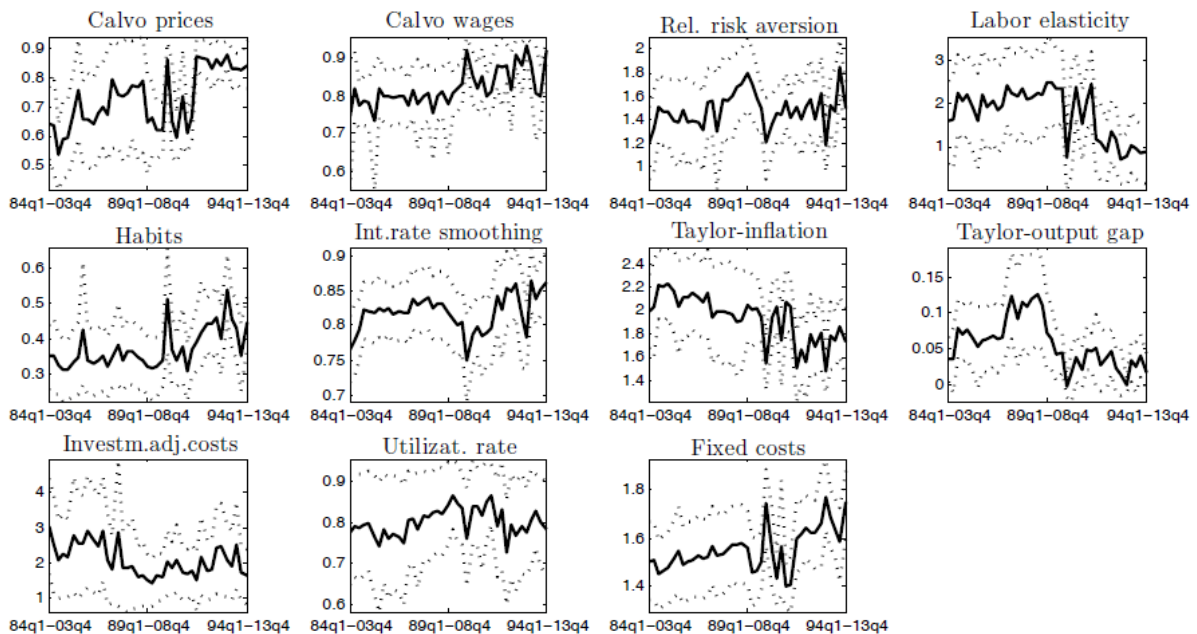 Calvo prices
0.9
0.8
0.7
0.6
0.5
84q1−03q4 89q1−08q4 94q1−13q4
Calvo wages
0.9
0.8
0.7
0.6
84q1−03q4 89q1−08q4 94q1−13q4
Rel. risk aversion
2
1.8
1.6
1.4
1.2
1
84q1−03q4 89q1−08q4 94q1−13q4
Labor elasticity
3
2
1
84q1−03q4 89q1−08q4 94q1−13q4
Habits
0.6
0.5
0.4
0.3
84q1−03q4 89q1−08q4 94q1−13q4
Int.rate smoothing
0.9
0.85
0.8
0.75
0.7
84q1−03q4 89q1−08q4 94q1−13q4
Taylor-inflation
2.4
2.2
2
1.8
1.6
1.4
84q1−03q4 89q1−08q4 94q1−13q4
Taylor-output gap
0.15
0.1
0.05
0
84q1−03q4 89q1−08q4 94q1−13q4
Investm.adj.costs
4
3
2
1
84q1−03q4 89q1−08q4 94q1−13q4
Utilizat. rate
0.9
0.8
0.7
0.6
84q1−03q4 89q1−08q4 94q1−13q4
Fixed costs
1.8
1.6
1.4
84q1−03q4 89q1−08q4 94q1−13q4